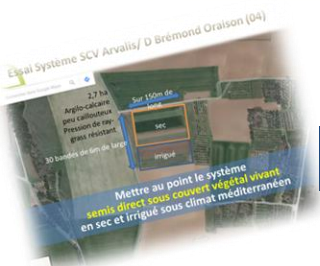 Essai Système SCV Arvalis/ D Brémond Oraison (04)
2,7 ha
Argilo-calcaire
peu caillouteux
Pression de ray-
grass résistant
Sur 150m de
long
sec
irrigué
30 bandes de 6m de large
Mettre au point le système
semis direct sous couvert végétal vivant
en sec et irrigué sous climat méditerranéen